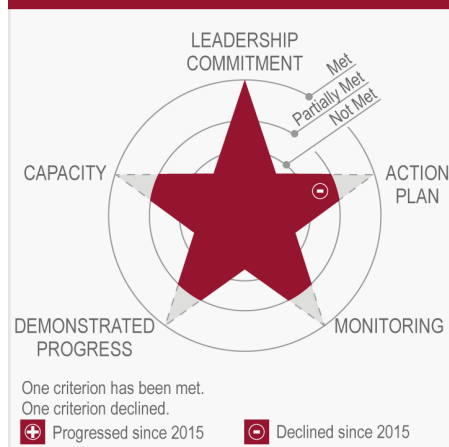 LEADERSHIP
COMMITMENT
Met
Partially Met
Not Met
CAPACITY
ACTION
PLAN
DEMONSTRATED
PROGRESS
MONITORING
One criterion has been met.
One criterion declined.
Progressed since 2015
Declined since 2015